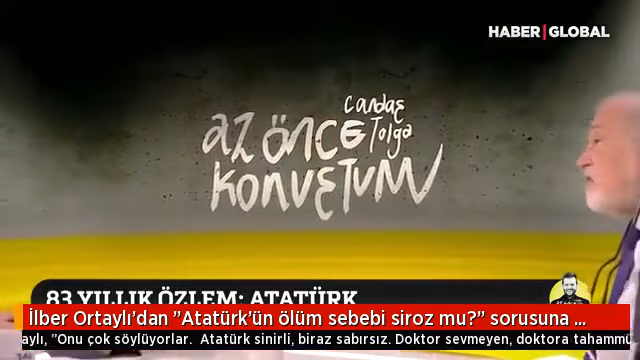 HABER GLOBAL
Candaş
Tolga
az önce
konuştum
83 YILLIK ÖZLEM: ATATÜRK
İlber Ortaylı'dan "Atatürk'ün ölüm sebebi siroz mu?" sorusuna ...
aylı, "Onu çok söylüyorlar. Atatürk sinirli, biraz sabırsız. Doktor sevmeyen, doktora tahammü